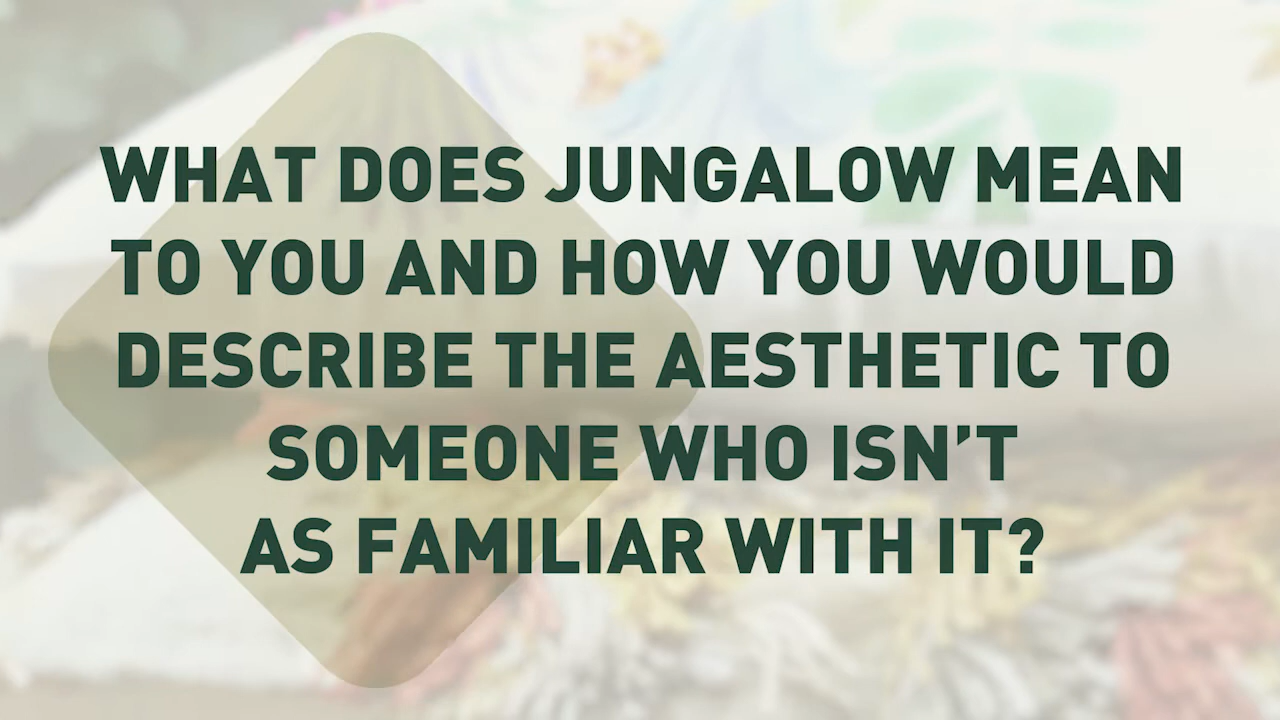 WHAT DOES JUNGALOW MEAN
TO YOU AND HOW YOU WOULD
DESCRIBE THE AESTHETIC TO
SOMEONE WHO ISN’T
AS FAMILIAR WITH IT?